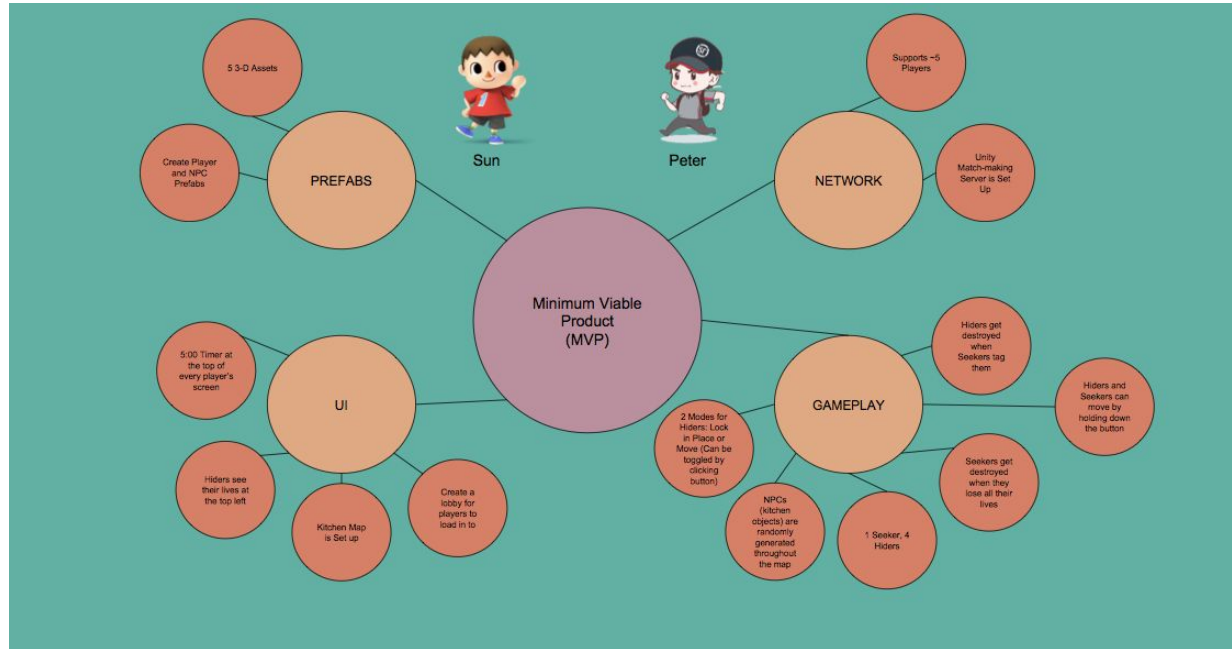 5 3-D Assets
Create Player
and NPC
Prefabs
PREFABS
Sun
Peter
Supports ~5
Players
NETWORK
Unity
Match-making
Server is Set
Up
Minimum Viable
Product
(MVP)
5:00 Timer at
the top of
every player's
screen
UI
Hiders see
their lives at
the top left
Kitchen Map
is Set up
Create a
lobby for
players to
load in to
GAMEPLAY
Hiders get
destroyed
when
Seekers tag
them
Hiders and
Seekers can
move by
holding down
the button
2 Modes for
Hiders: Lock
in Place or
Move (Can be
toggled by
clicking
button)
NPCs
(kitchen
objects) are
randomly
generated
throughout
the map
1 Seeker, 4
Hiders
Seekers get
destroyed
when they
lose all their
lives